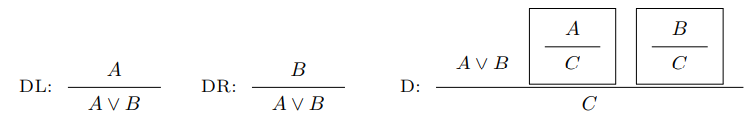 A B A ∨ B A B
DL: DR: D: C C
A ∨ B A ∨ B C